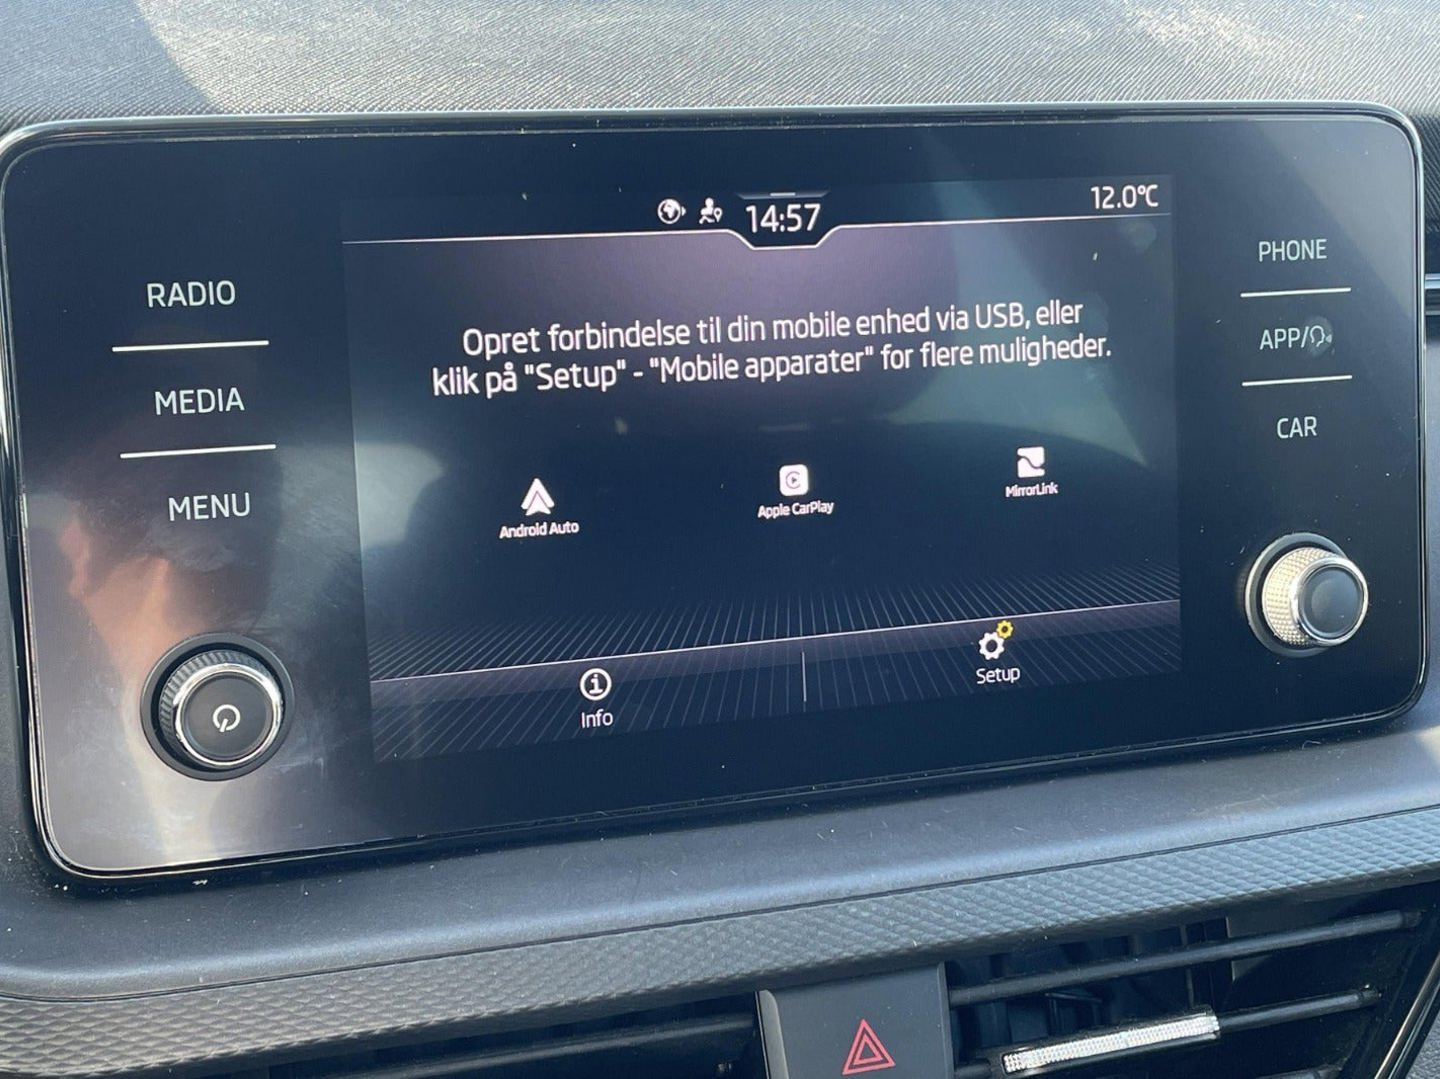 14:57
12.0°C
RADIO
MEDIA
MENU
Opret forbindelse til din mobile enhed via USB, eller
klik på "Setup" - "Mobile apparater" for flere muligheder.
Android Auto
Apple CarPlay
MirrorLink
Info
Setup
PHONE
APP/
CAR